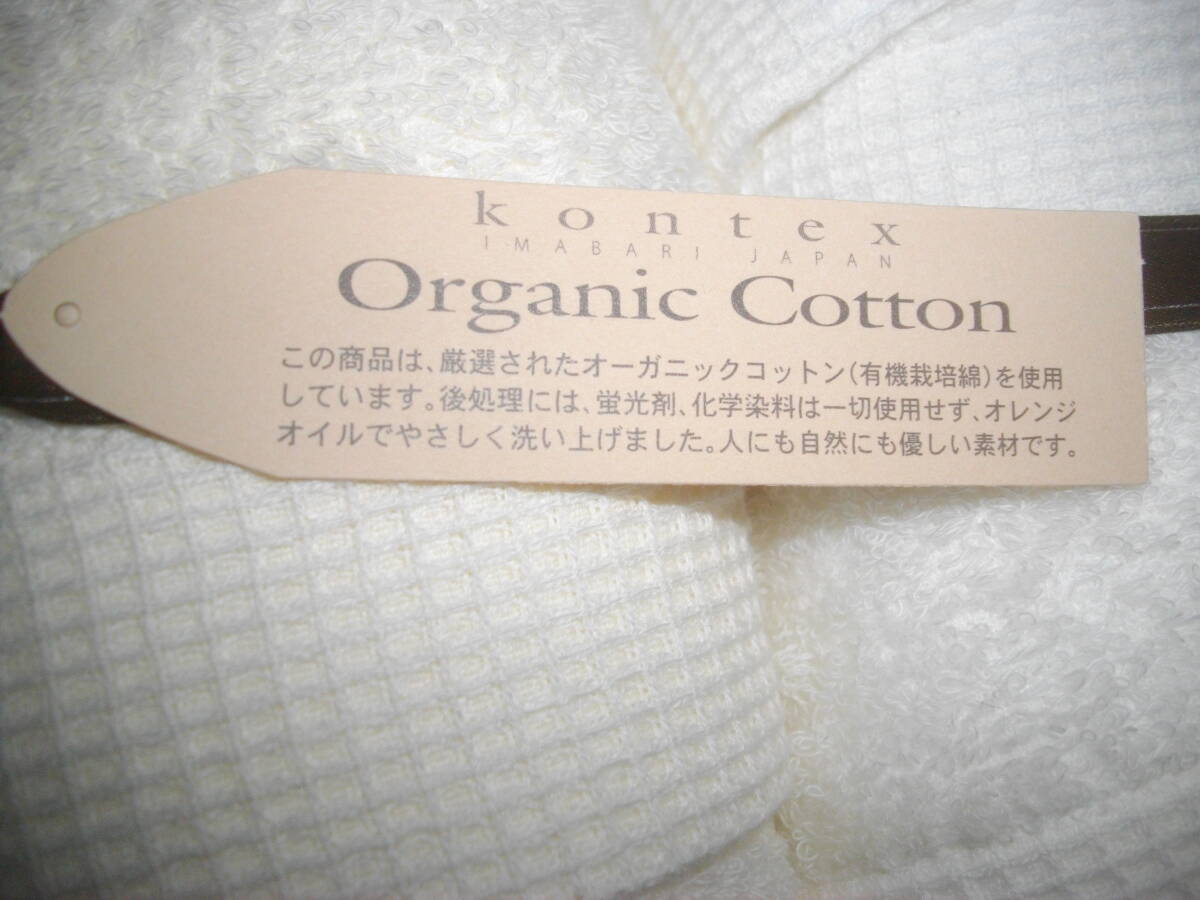 kontex
IMABARI JAPAN
Organic Cotton
この商品は、厳選されたオーガニックコットン(有機栽培綿)を使用
しています。後処理には、蛍光剤、化学染料は一切使用せず、オレンジ
オイルでやさしく洗い上げました。人にも自然にも優しい素材です。